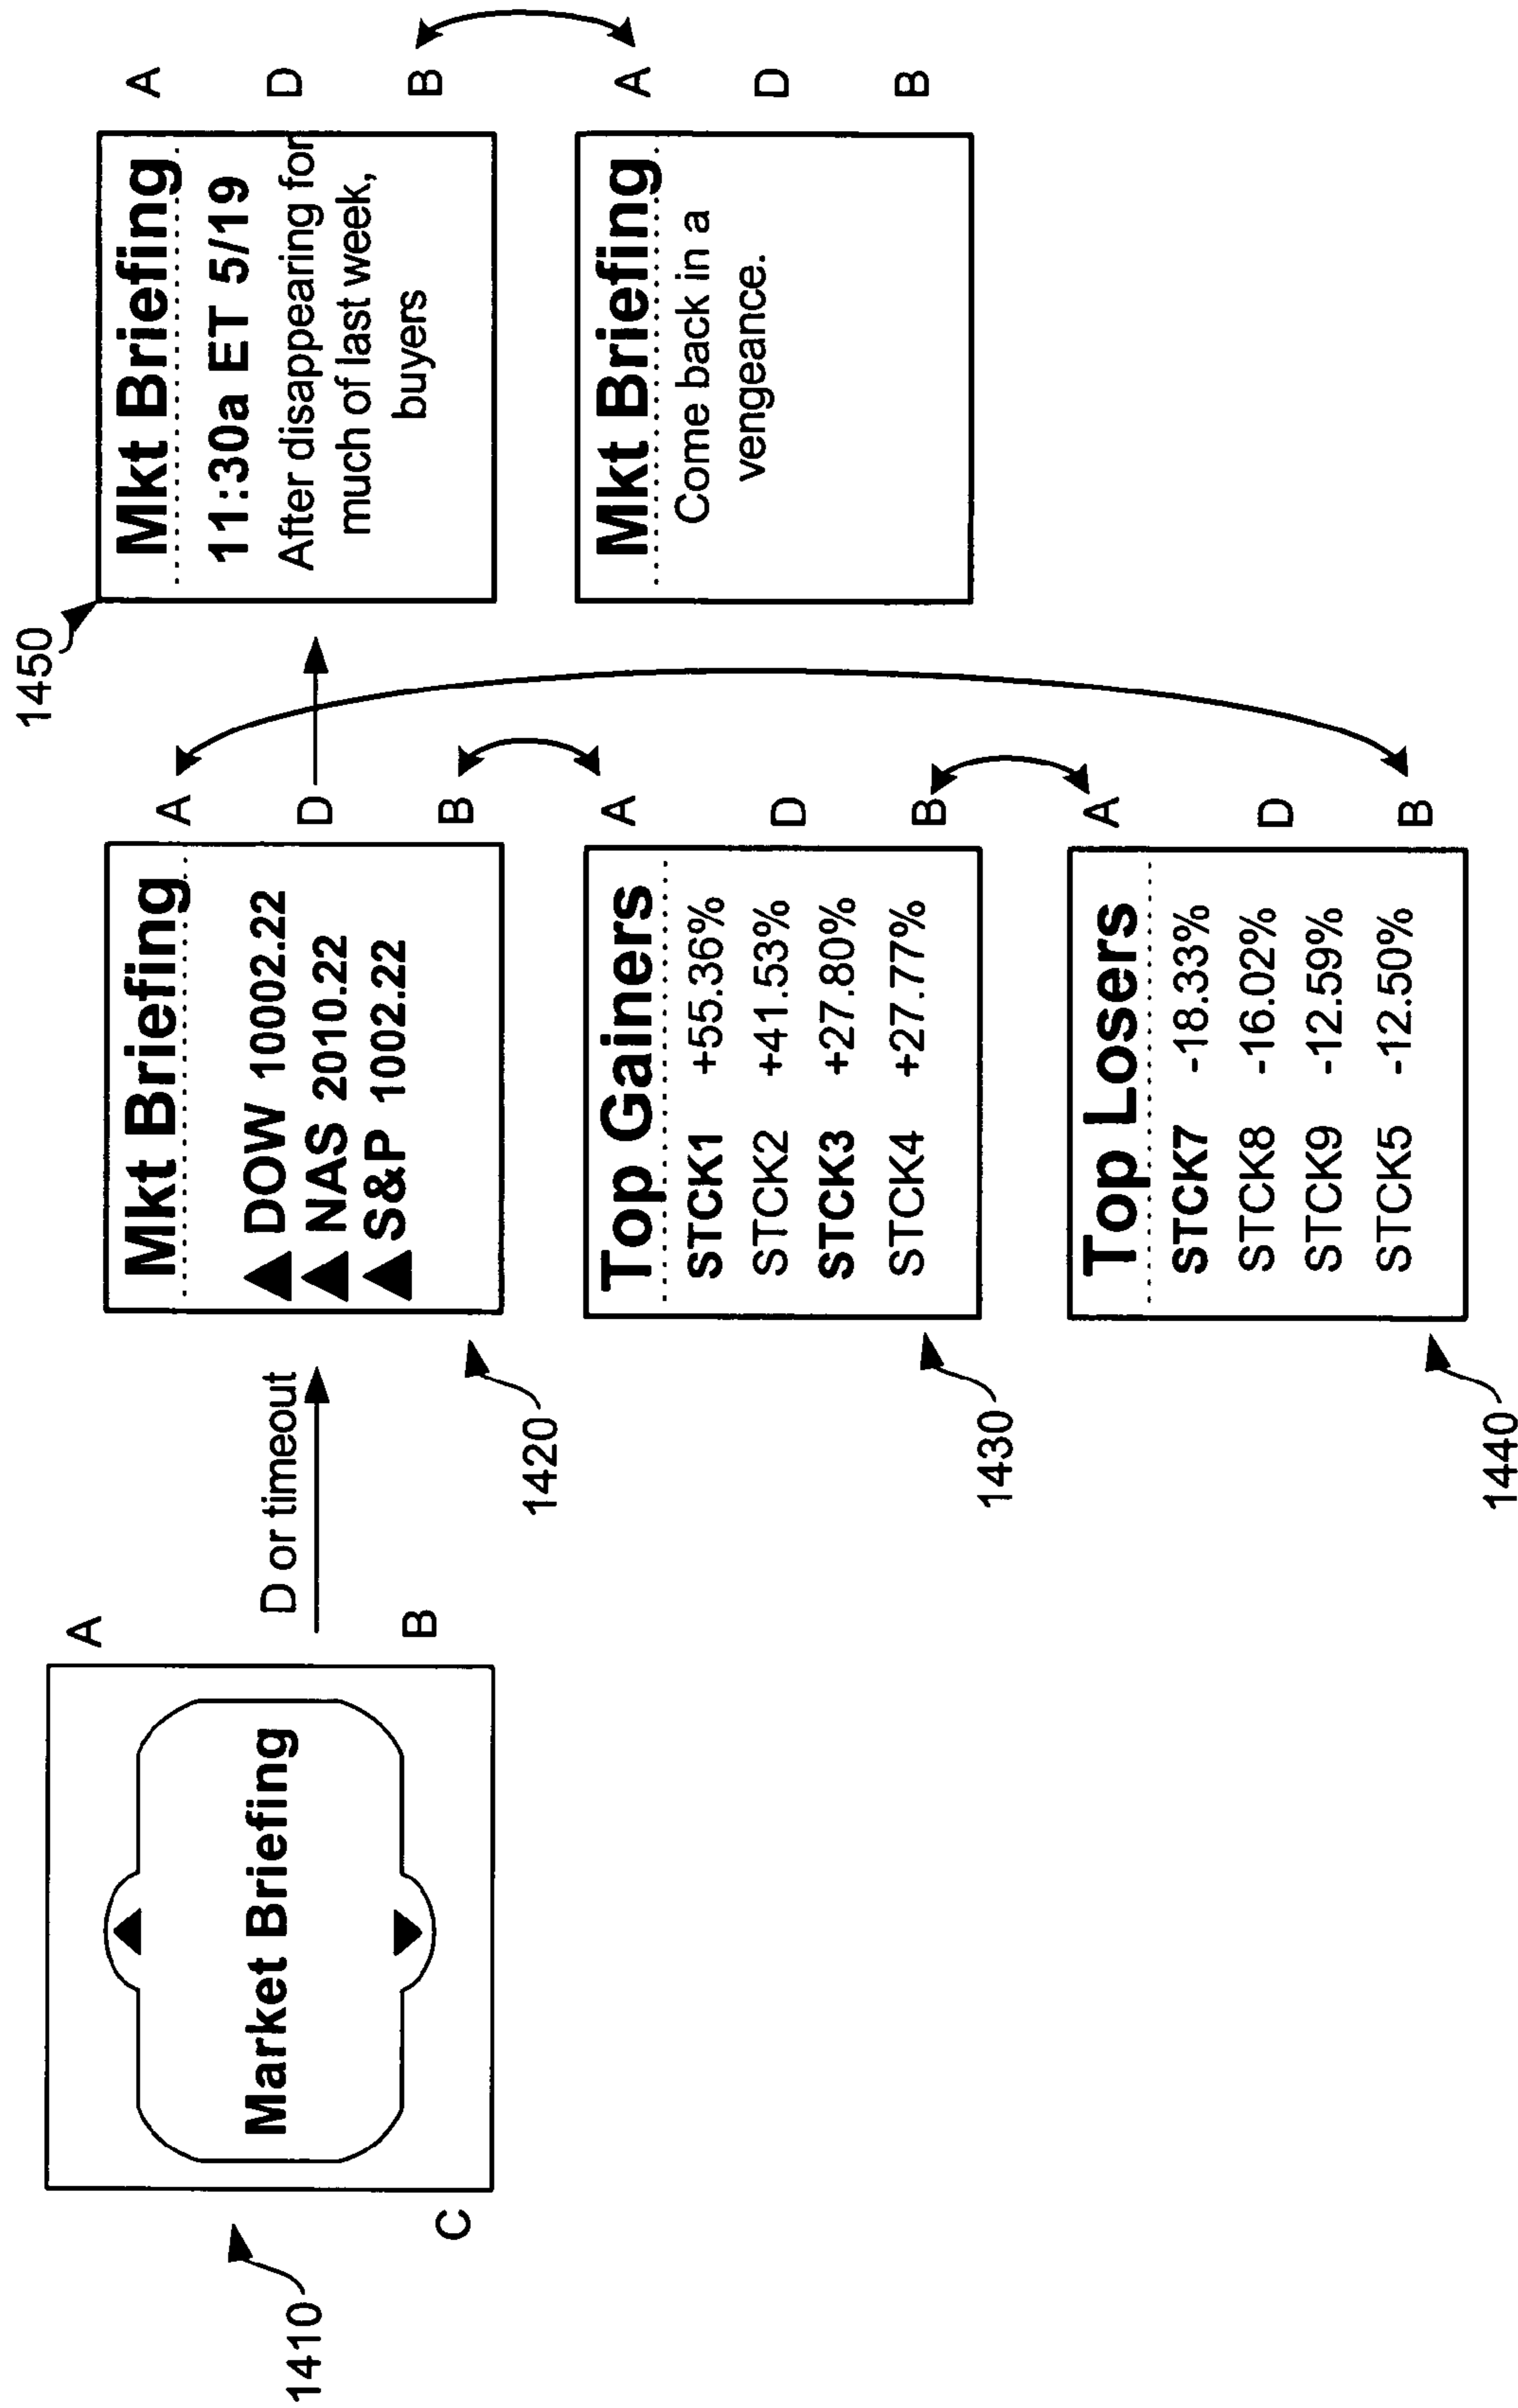 1410
Market Briefing
A
B
C
D or timeout
1420
Mkt Briefing
▲ DOW 10002.22
▲ NAS 2010.22
▲ S&P 1002.22
A
D
B
1430
Top Gainers
STCK1 +55.36%
STCK2 +41.53%
STCK3 +27.80%
STCK4 +27.77%
A
D
B
1440
Top Losers
STCK7 -18.33%
STCK8 -16.02%
STCK9 -12.59%
STCK5 -12.50%
A
D
B
1450
Mkt Briefing
11:30a ET 5/19
After disappearing for
much of last week,
buyers
A
D
B
Mkt Briefing
Come back in a
vengeance.
A
D
B